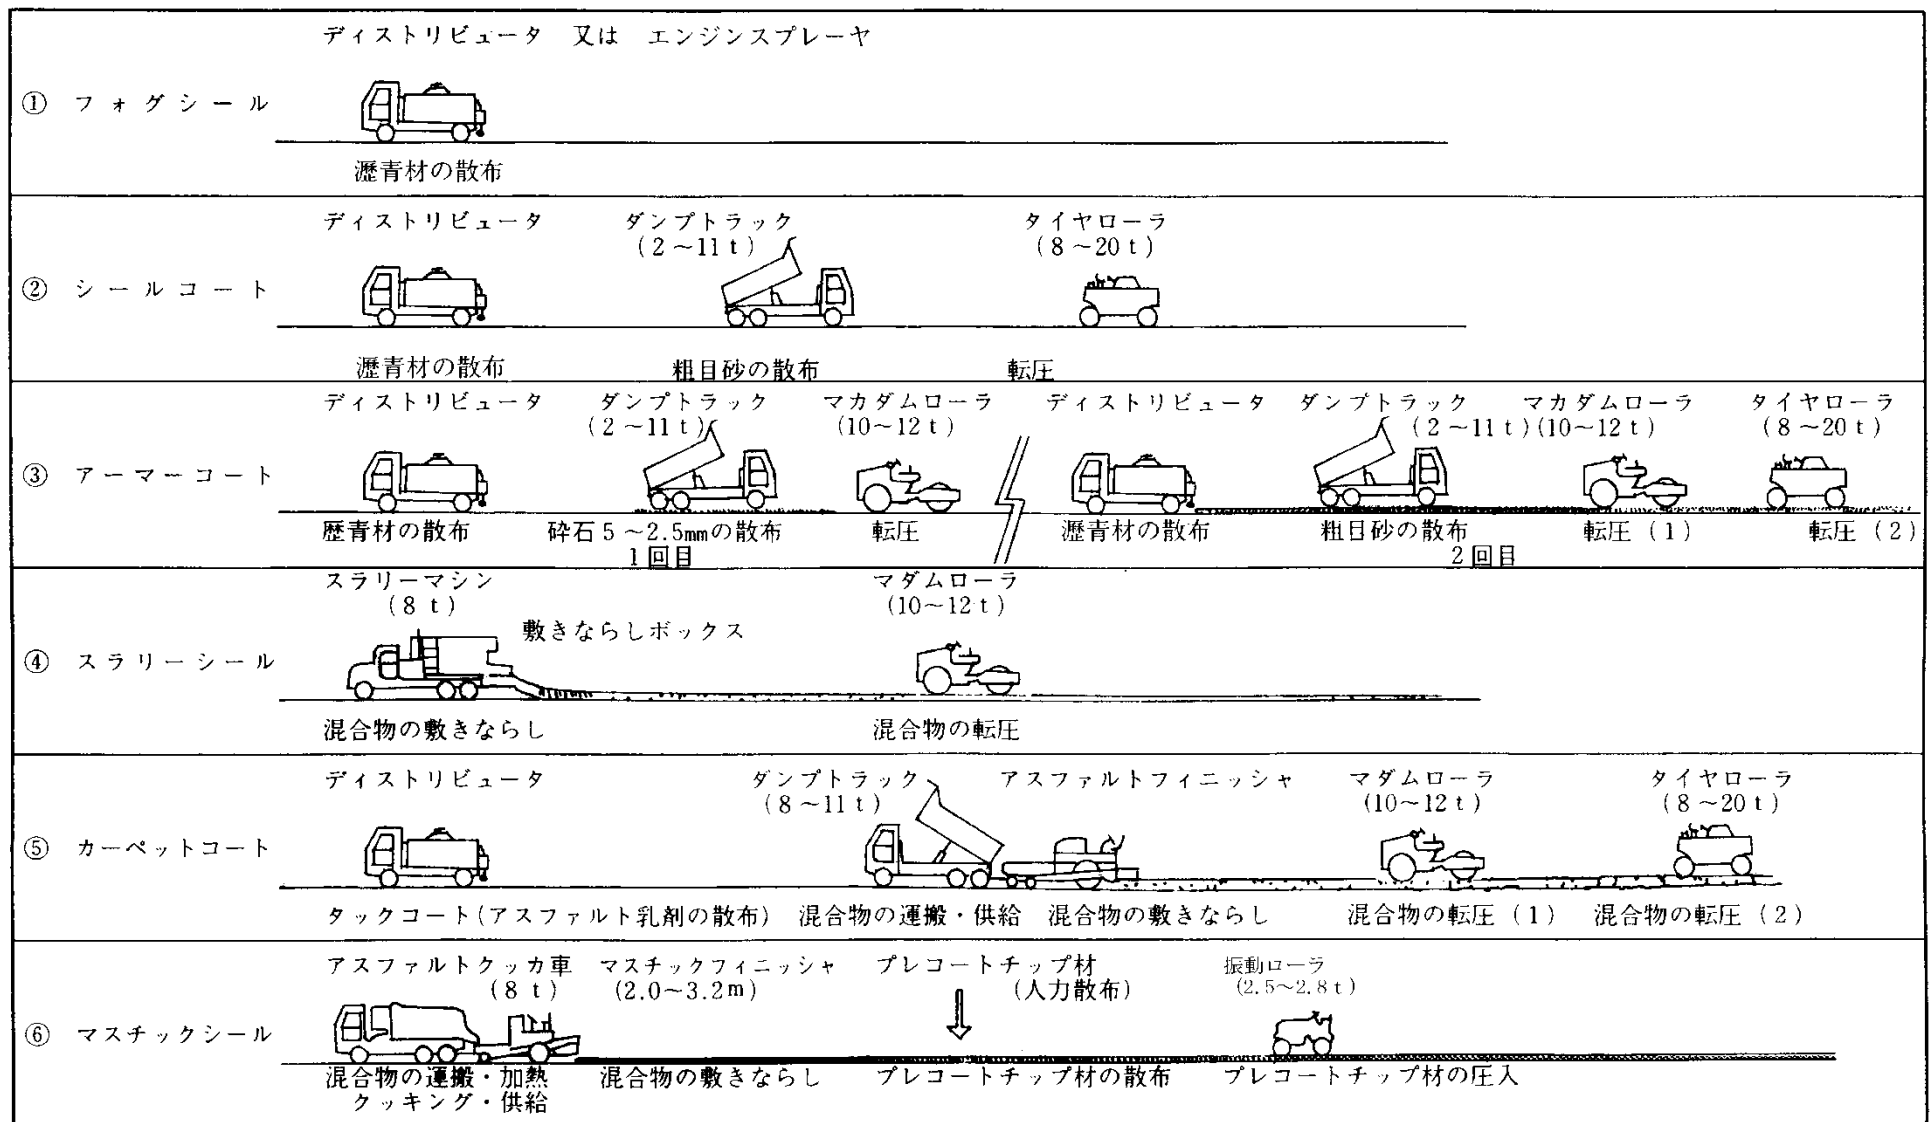 ディストリビュータ 又は エンジンスプレーヤ
① フォグシール
瀝青材の散布
ディストリビュータ ダンプトラック タイヤローラ
(2～11t) (8～20t)
② シールコート
瀝青材の散布 粗目砂の散布 転圧
ディストリビュータ ダンプトラック マカダムローラ ディストリビュータ ダンプトラック マカダムローラ タイヤローラ
(2～11t) (10～12t) (2～11t) (10～12t) (8～20t)
③ アーマーコート
歴青材の散布 砕石5～2.5mmの散布 転圧 瀝青材の散布 粗目砂の散布 転圧(1) 転圧(2)
1回目 2回目
スラリーマシン マダムローラ
(8t) (10～12t)
敷きならしボックス
④ スラリーシール
混合物の敷きならし 混合物の転圧
ディストリビュータ ダンプトラック アスファルトフィニッシャ マダムローラ タイヤローラ
(8～11t) (10～12t) (8～20t)
⑤ カーペットコート
タックコート(アスファルト乳剤の散布) 混合物の運搬・供給 混合物の敷きならし 混合物の転圧(1) 混合物の転圧(2)
アスファルトクッカ車 マスチックフィニッシャ プレコートチップ材 振動ローラ
(8t) (2.0～3.2m) (人力散布) (2.5～2.8t)
⑥ マスチックシール
混合物の運搬・加熱 混合物の敷きならし プレコートチップ材の散布 プレコートチップ材の圧入
クッキング・供給